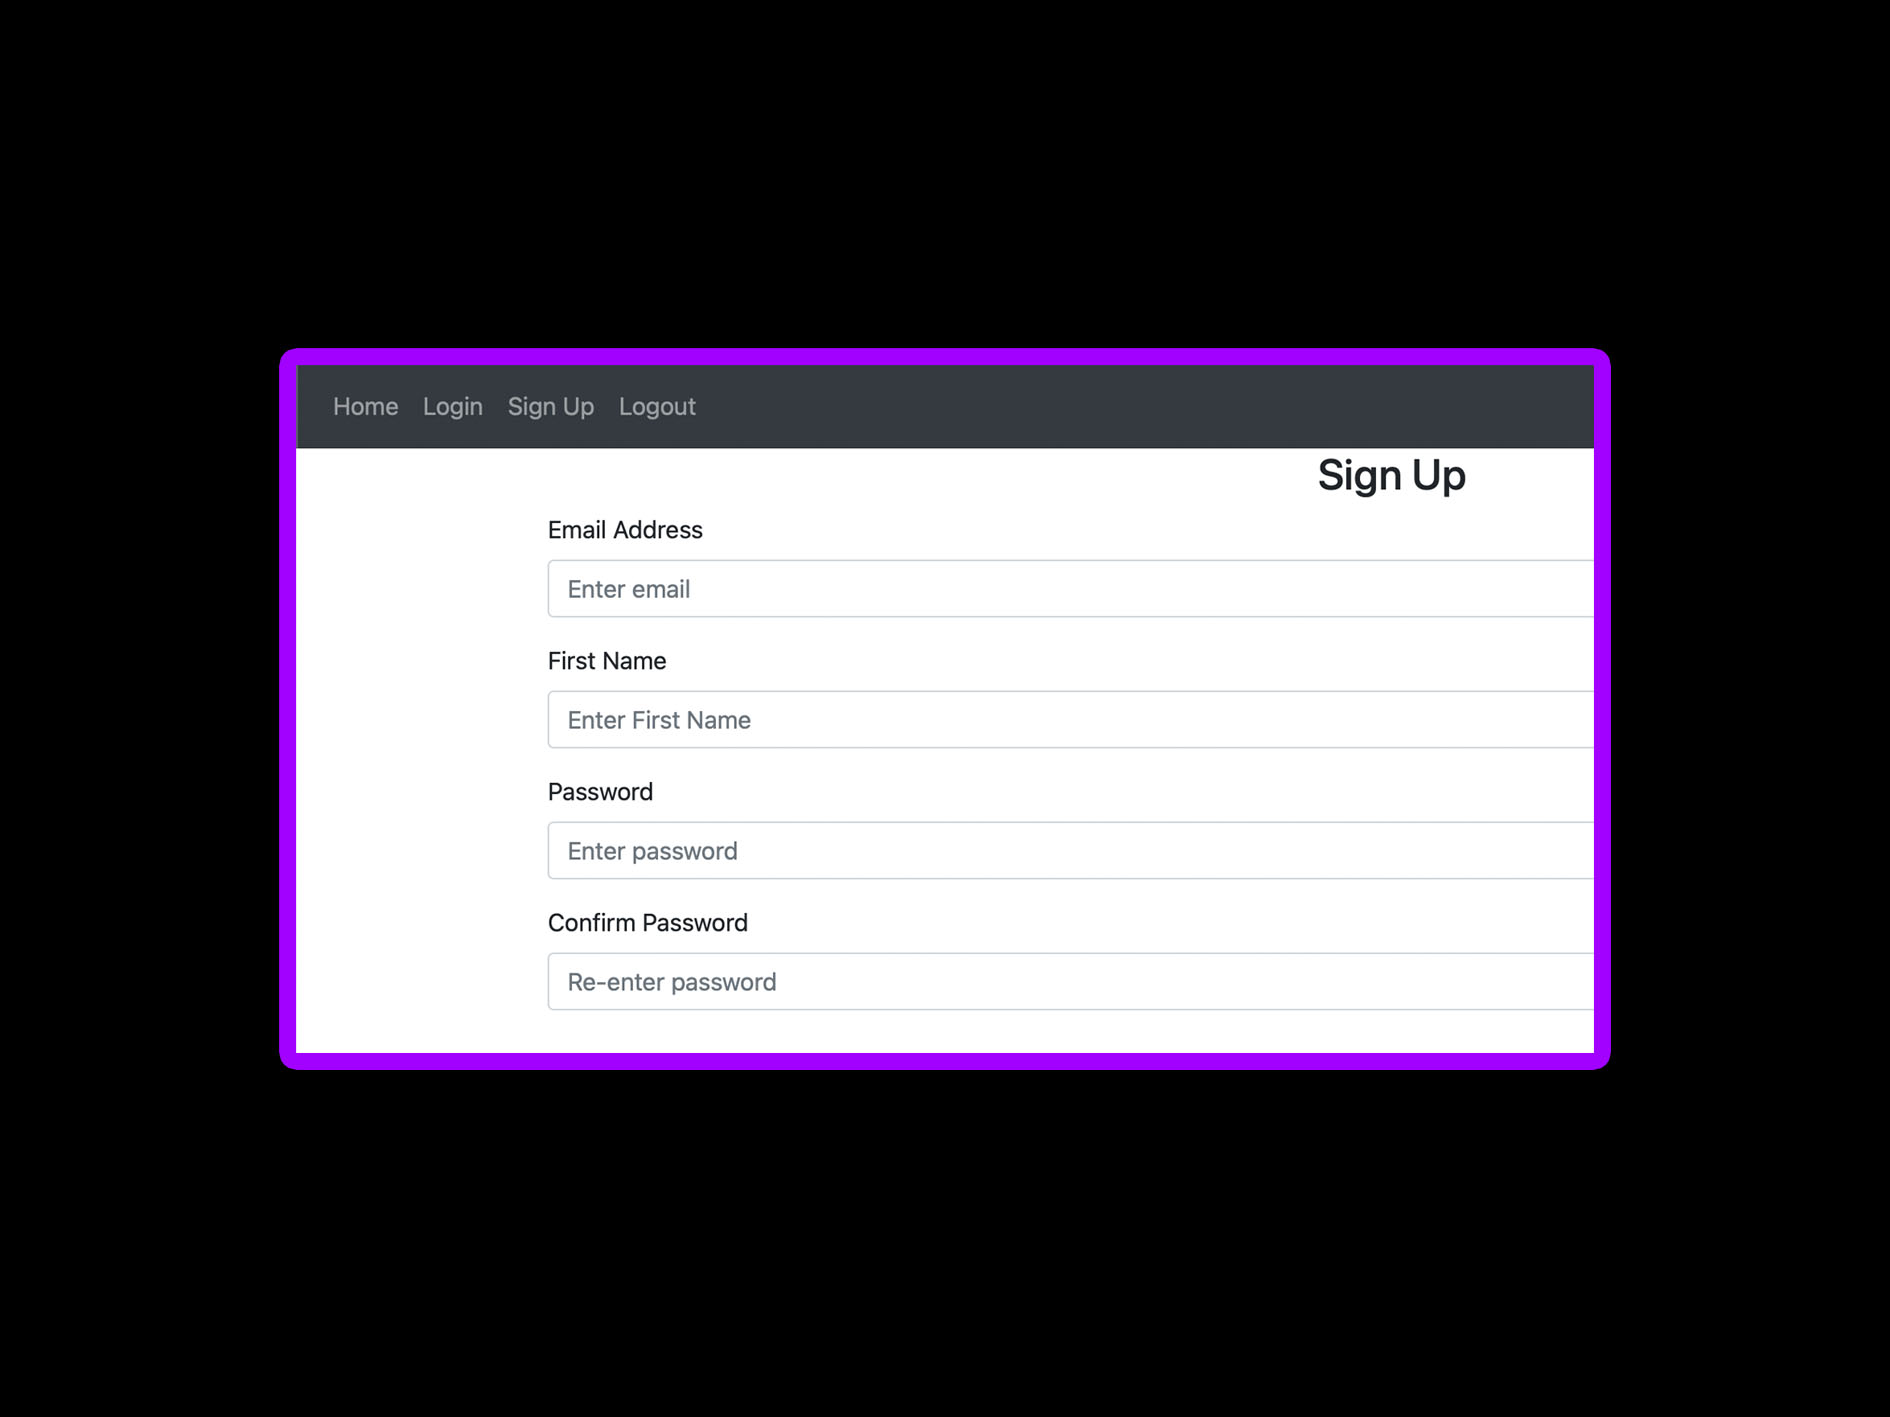 Home Login Sign Up Logout
Sign Up
Email Address
Enter email
First Name
Enter First Name
Password
Enter password
Confirm Password
Re-enter password